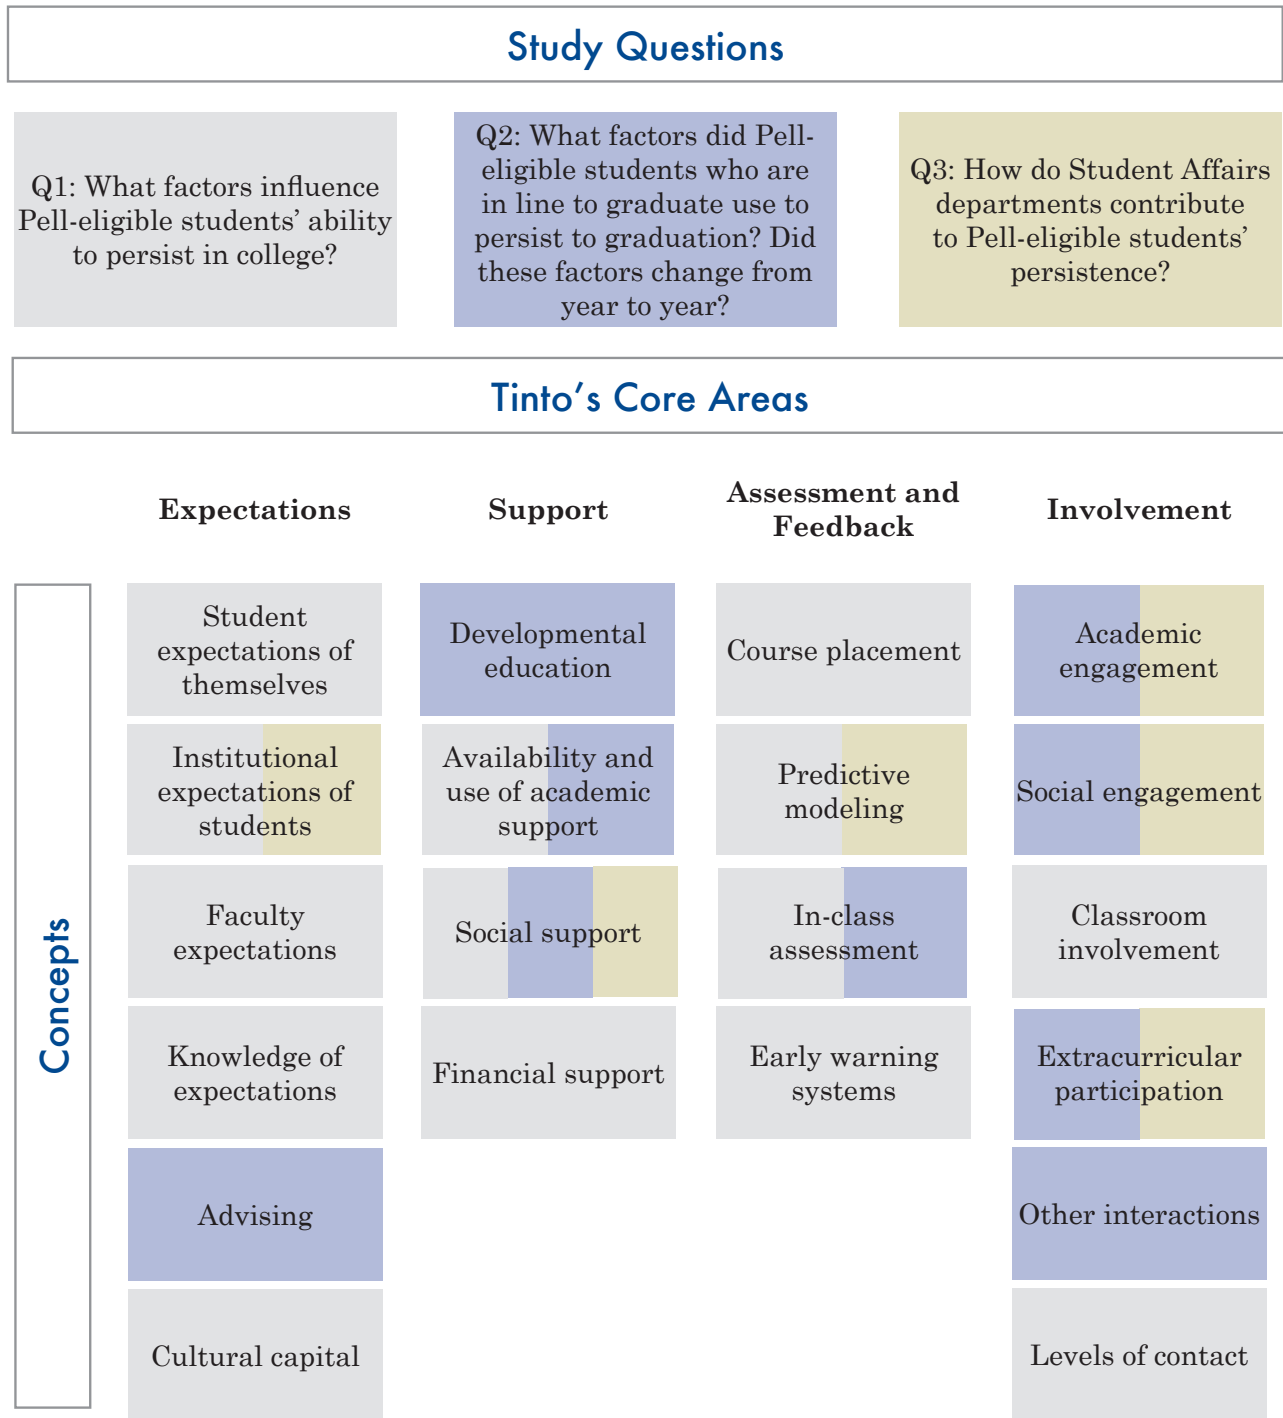 Study Questions
Q1: What factors influence
Pell-eligible students’ ability
to persist in college?
Q2: What factors did Pell-
eligible students who are
in line to graduate use to
persist to graduation? Did
these factors change from
year to year?
Q3: How do Student Affairs
departments contribute
to Pell-eligible students’
persistence?
Tinto’s Core Areas
Expectations
Support
Assessment and
Feedback
Involvement
Concepts
Student
expectations of
themselves
Developmental
education
Course placement
Academic
engagement
Institutional
expectations of
students
Availability and
use of academic
support
Predictive
modeling
Social engagement
Faculty
expectations
Social support
In-class
assessment
Classroom
involvement
Knowledge of
expectations
Financial support
Early warning
systems
Extracurricular
participation
Advising
Other interactions
Cultural capital
Levels of contact